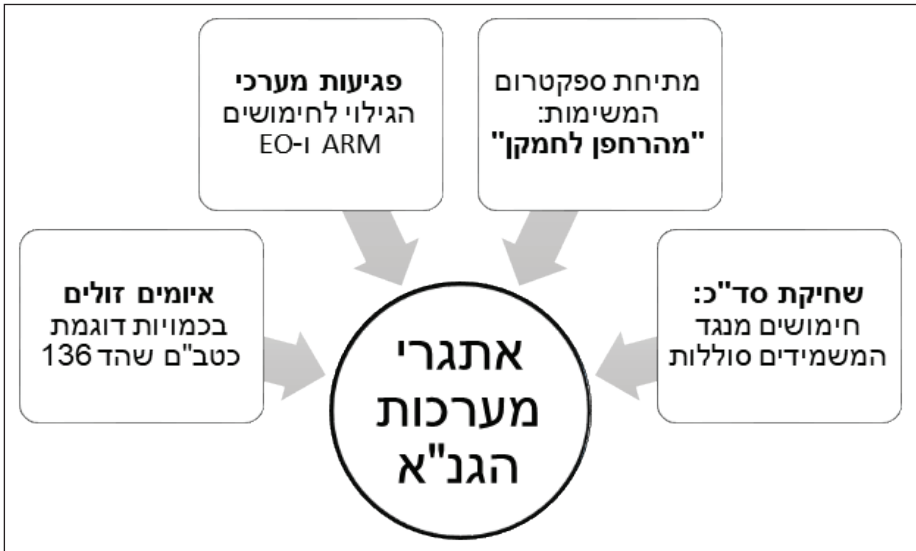 מתיחת ספקטרום
המשימות:
"מהרחפן לחמקן"
פגיעות מערכי
הגילוי לחימושים
ARM ו-EO
שחיקת סד"כ:
חימושים מנגד
המשמידים סוללות
איומים זולים
בכמויות דוגמת
כטב"ם שהד 136
אתגרי
מערכות
הגנ"א